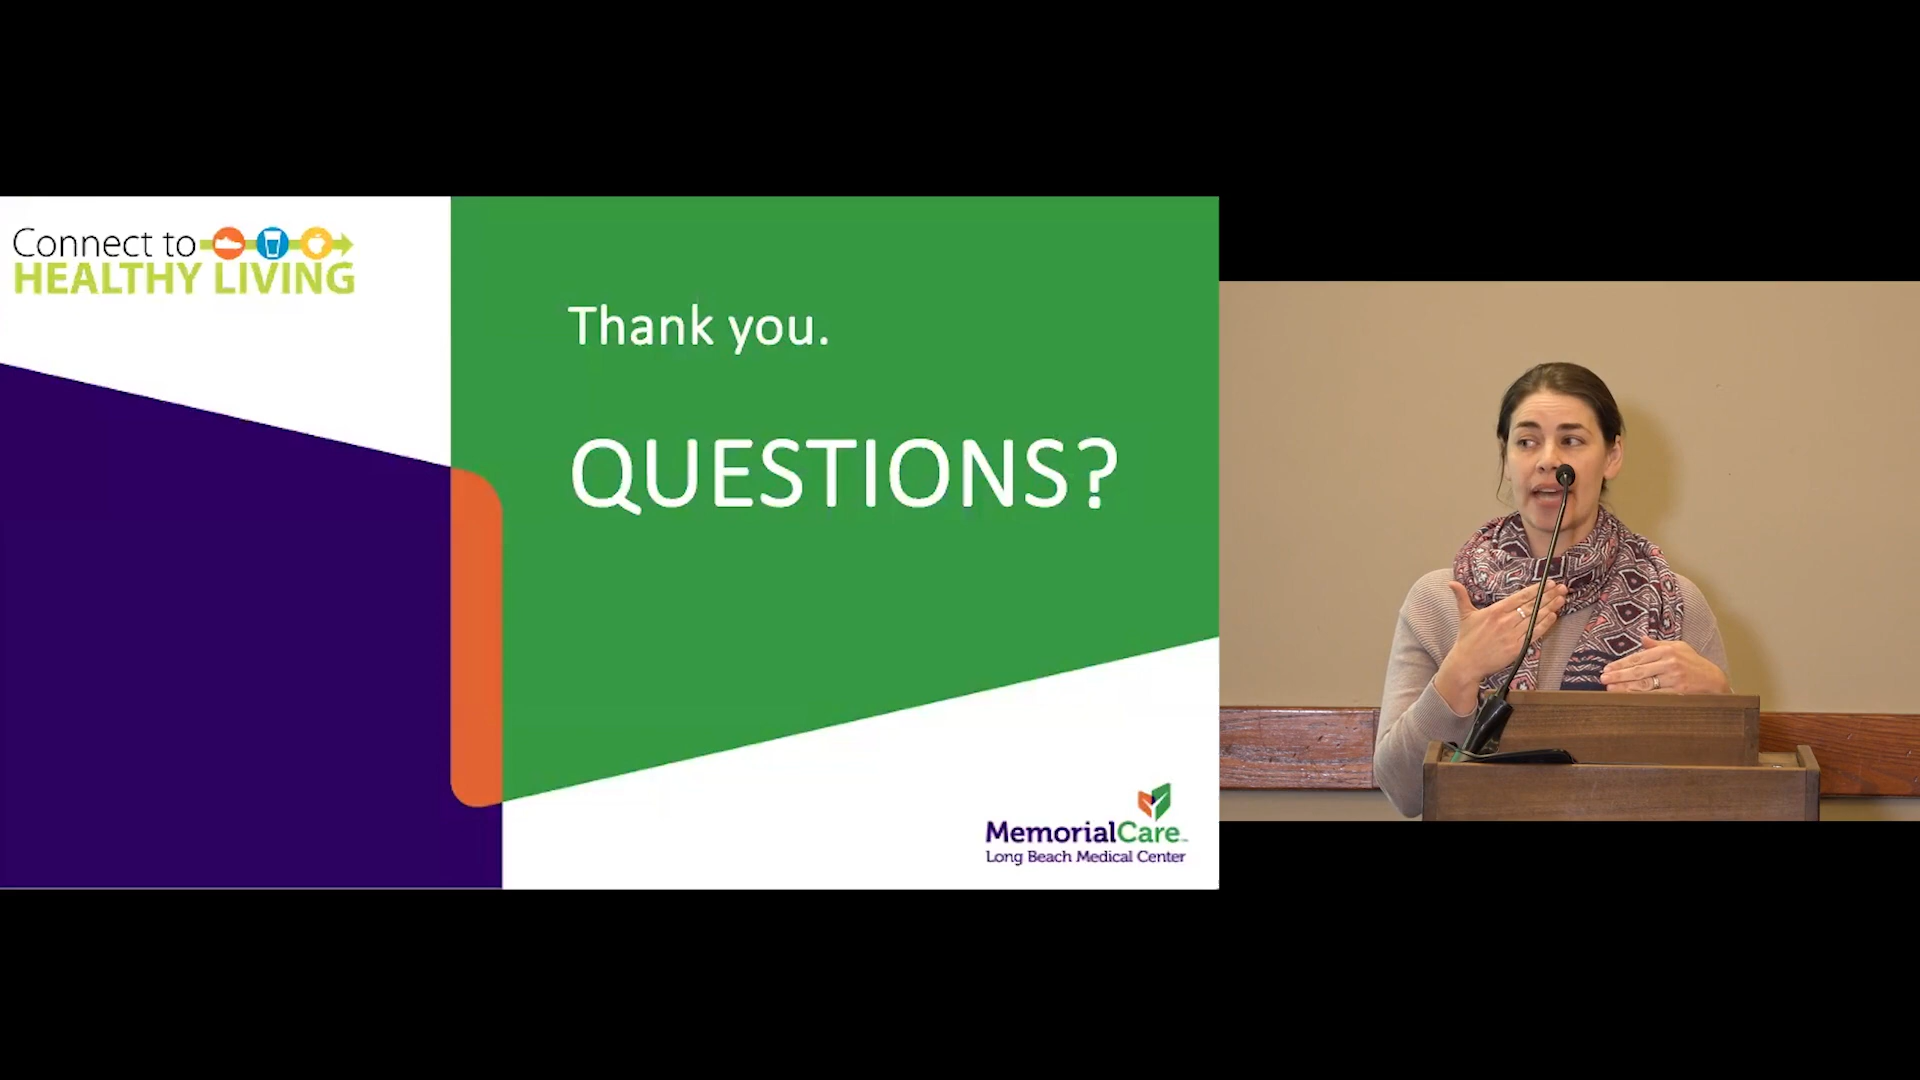 Connect to
HEALTHY LIVING
Thank you.
QUESTIONS?
MemorialCare
Long Beach Medical Center